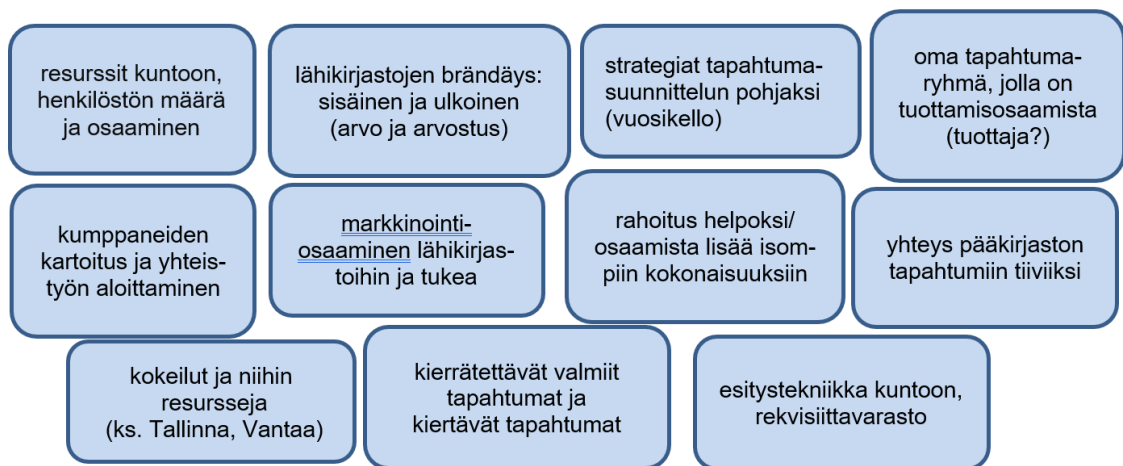 resurssit kuntoon,
henkilöstön määrä
ja osaaminen
lähikirjastojen brändäys:
sisäinen ja ulkoinen
(arvo ja arvostus)
strategiat tapahtuma-
suunnittelun pohjaksi
(vuosikello)
oma tapahtuma-
ryhmä, jolla on
tuottamisosaamista
(tuottaja?)
kumppaneiden
kartoitus ja yhteis-
työn aloittaminen
markkinointi-
osaaminen lähikirjas-
toihin ja tukea
rahoitus helpoksi/
osaamista lisää isom-
piin kokonaisuuksiin
yhteys pääkirjaston
tapahtumiin tiiviiksi
kokeilut ja niihin
resursseja
(ks. Tallinna, Vantaa)
kierrätettävät valmiit
tapahtumat ja
kiertävät tapahtumat
esitystekniikka kuntoon,
rekvisiittavarasto